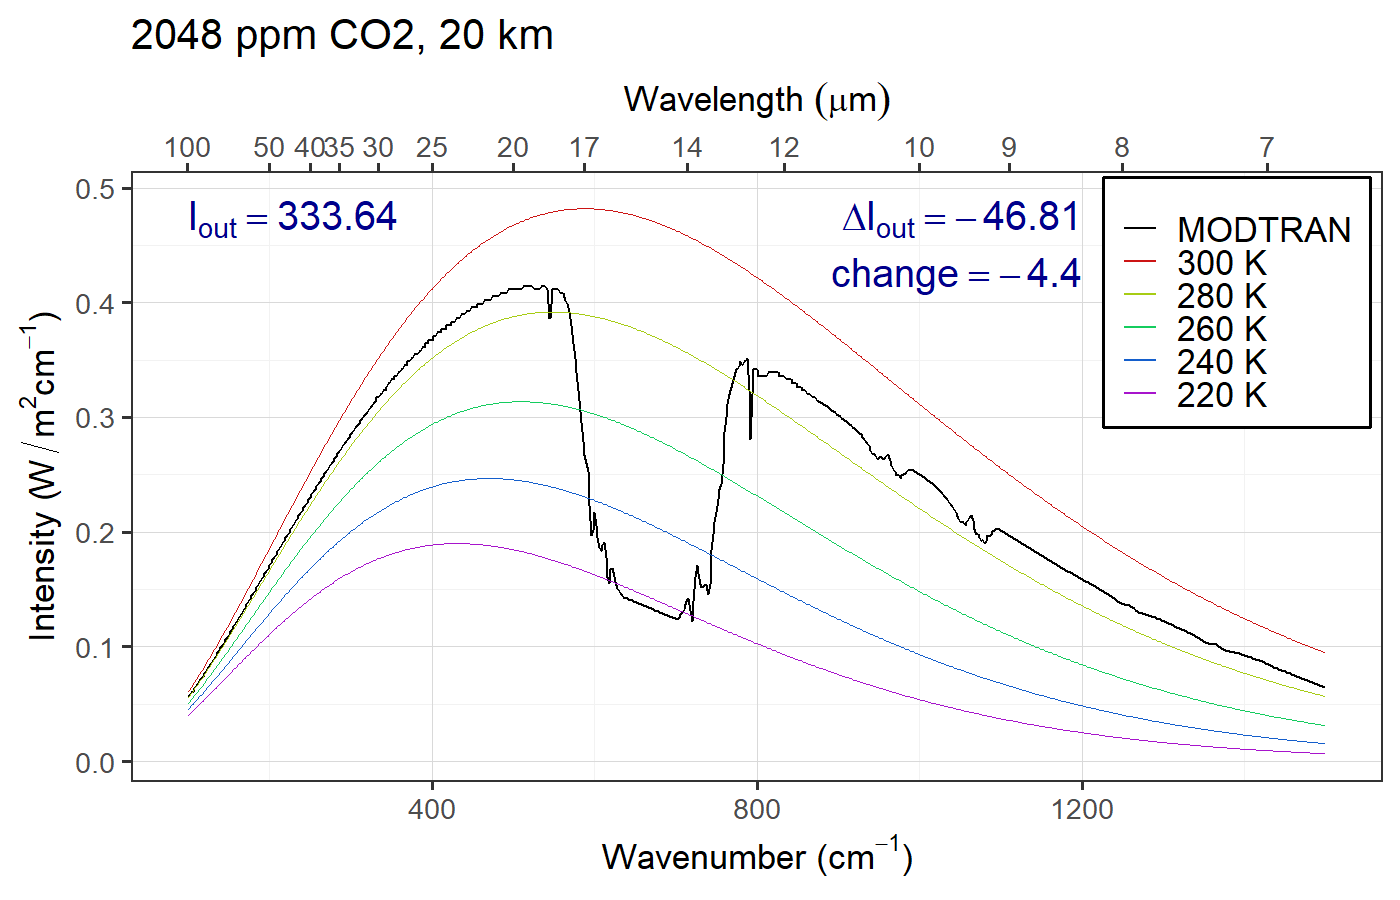 2048 ppm CO2, 20 km
Wavelength (μm)
100 50 40 35 30 25 20 17 14 12 10 9 8 7
0.5
0.4
0.3
0.2
0.1
0.0
Intensity (W / m²cm⁻¹)
I_out = 333.64
ΔI_out = − 46.81
change = − 4.4
MODTRAN
300 K
280 K
260 K
240 K
220 K
400 800 1200
Wavenumber (cm⁻¹)